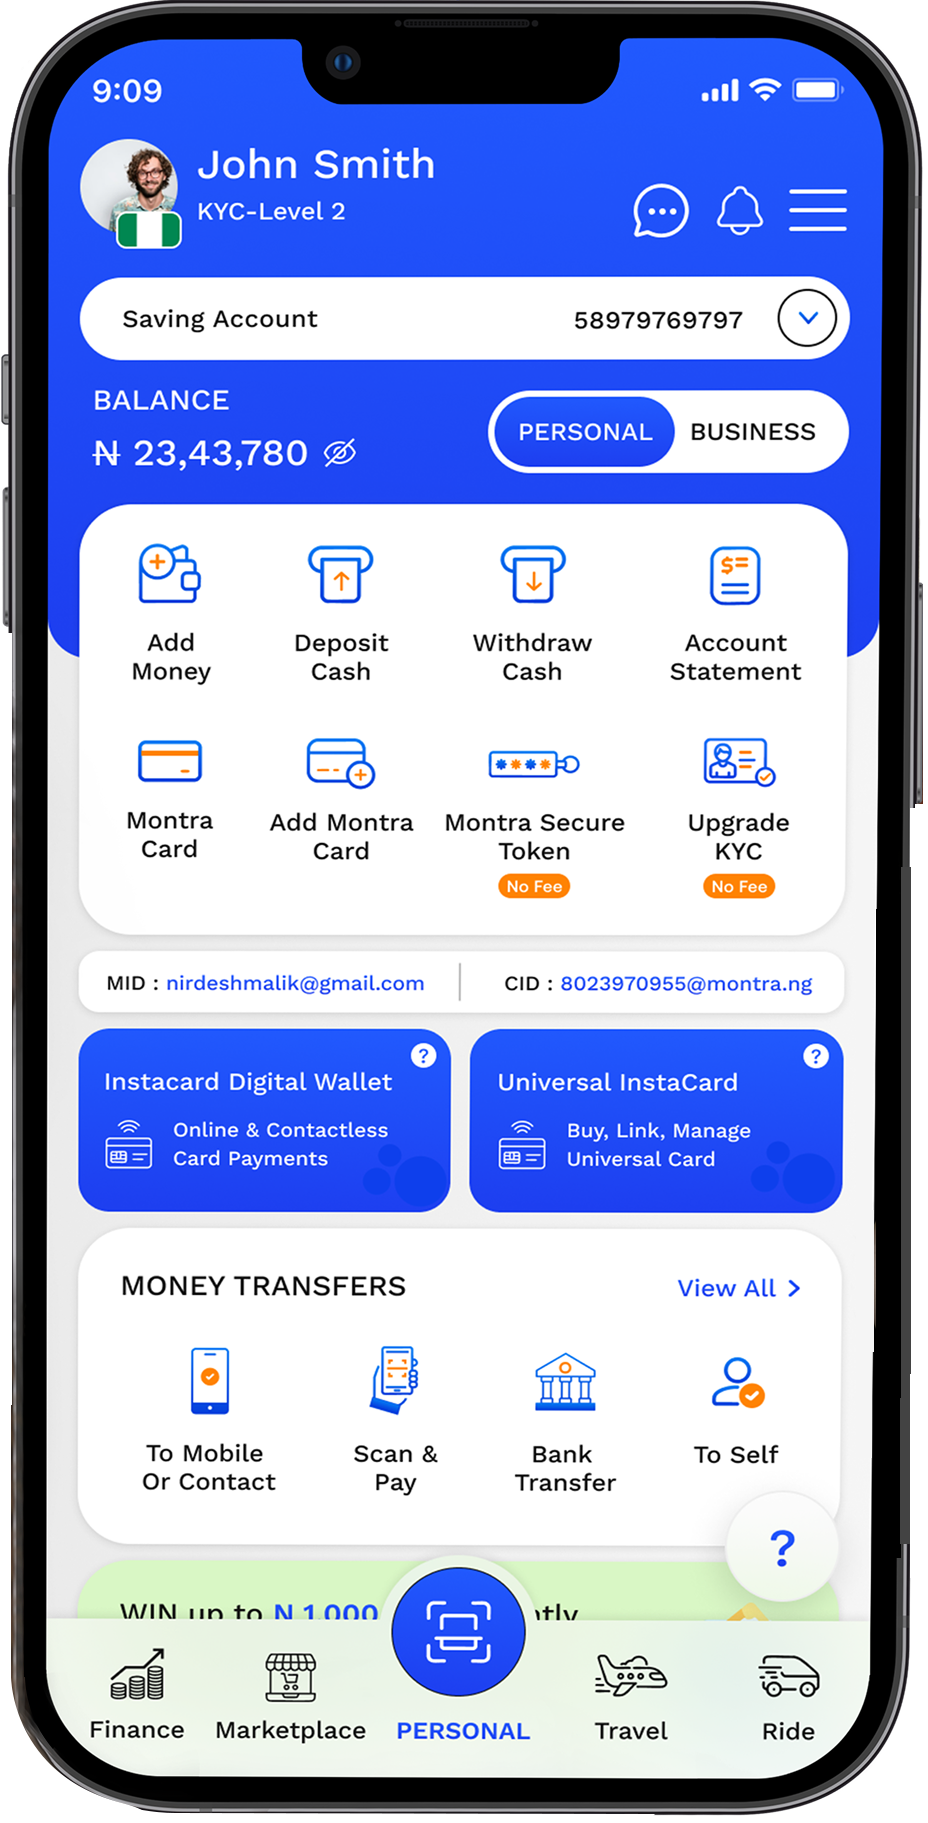 9:09
John Smith
KYC-Level 2
Saving Account 58979769797
BALANCE
₦ 23,43,780
PERSONAL BUSINESS
Add
Money
Deposit
Cash
Withdraw
Cash
Account
Statement
Montra
Card
Add Montra
Card
Montra Secure
Token
No Fee
Upgrade
KYC
No Fee
MID : nirdeshmalik@gmail.com
CID : 8023970955@montra.ng
?
Instacard Digital Wallet
Online & Contactless
Card Payments
?
Universal InstaCard
Buy, Link, Manage
Universal Card
MONEY TRANSFERS
View All >
To Mobile
Or Contact
Scan &
Pay
Bank
Transfer
To Self
?
WIN up to ₦ 1,000
Finance
Marketplace
PERSONAL
Travel
Ride